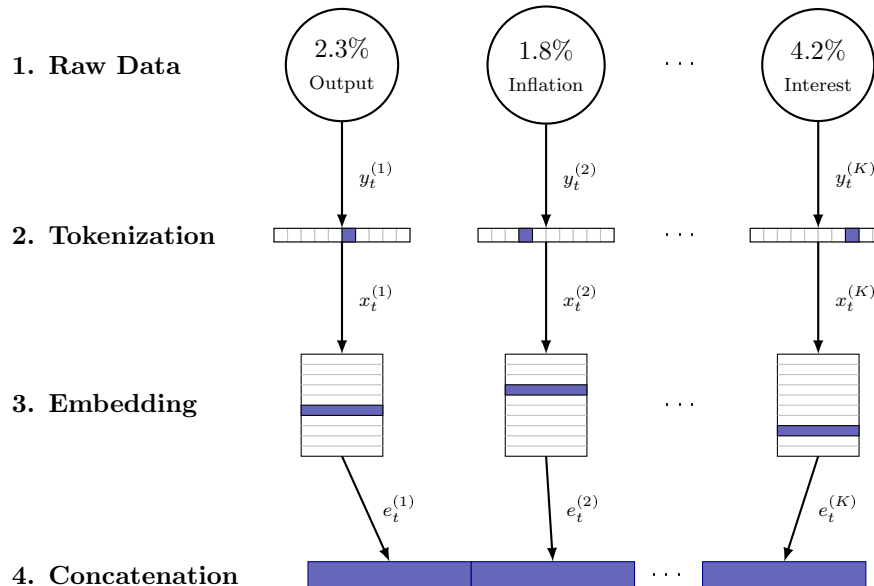 2.3% 1.8% 4.2%
1. Raw Data . . .
Output Inflation Interest
y_t^{(1)} y_t^{(2)} y_t^{(K)}
2. Tokenization . . .
x_t^{(1)} x_t^{(2)} x_t^{(K)}
3. Embedding . . .
e_t^{(1)} e_t^{(2)} e_t^{(K)}
4. Concatenation . . .